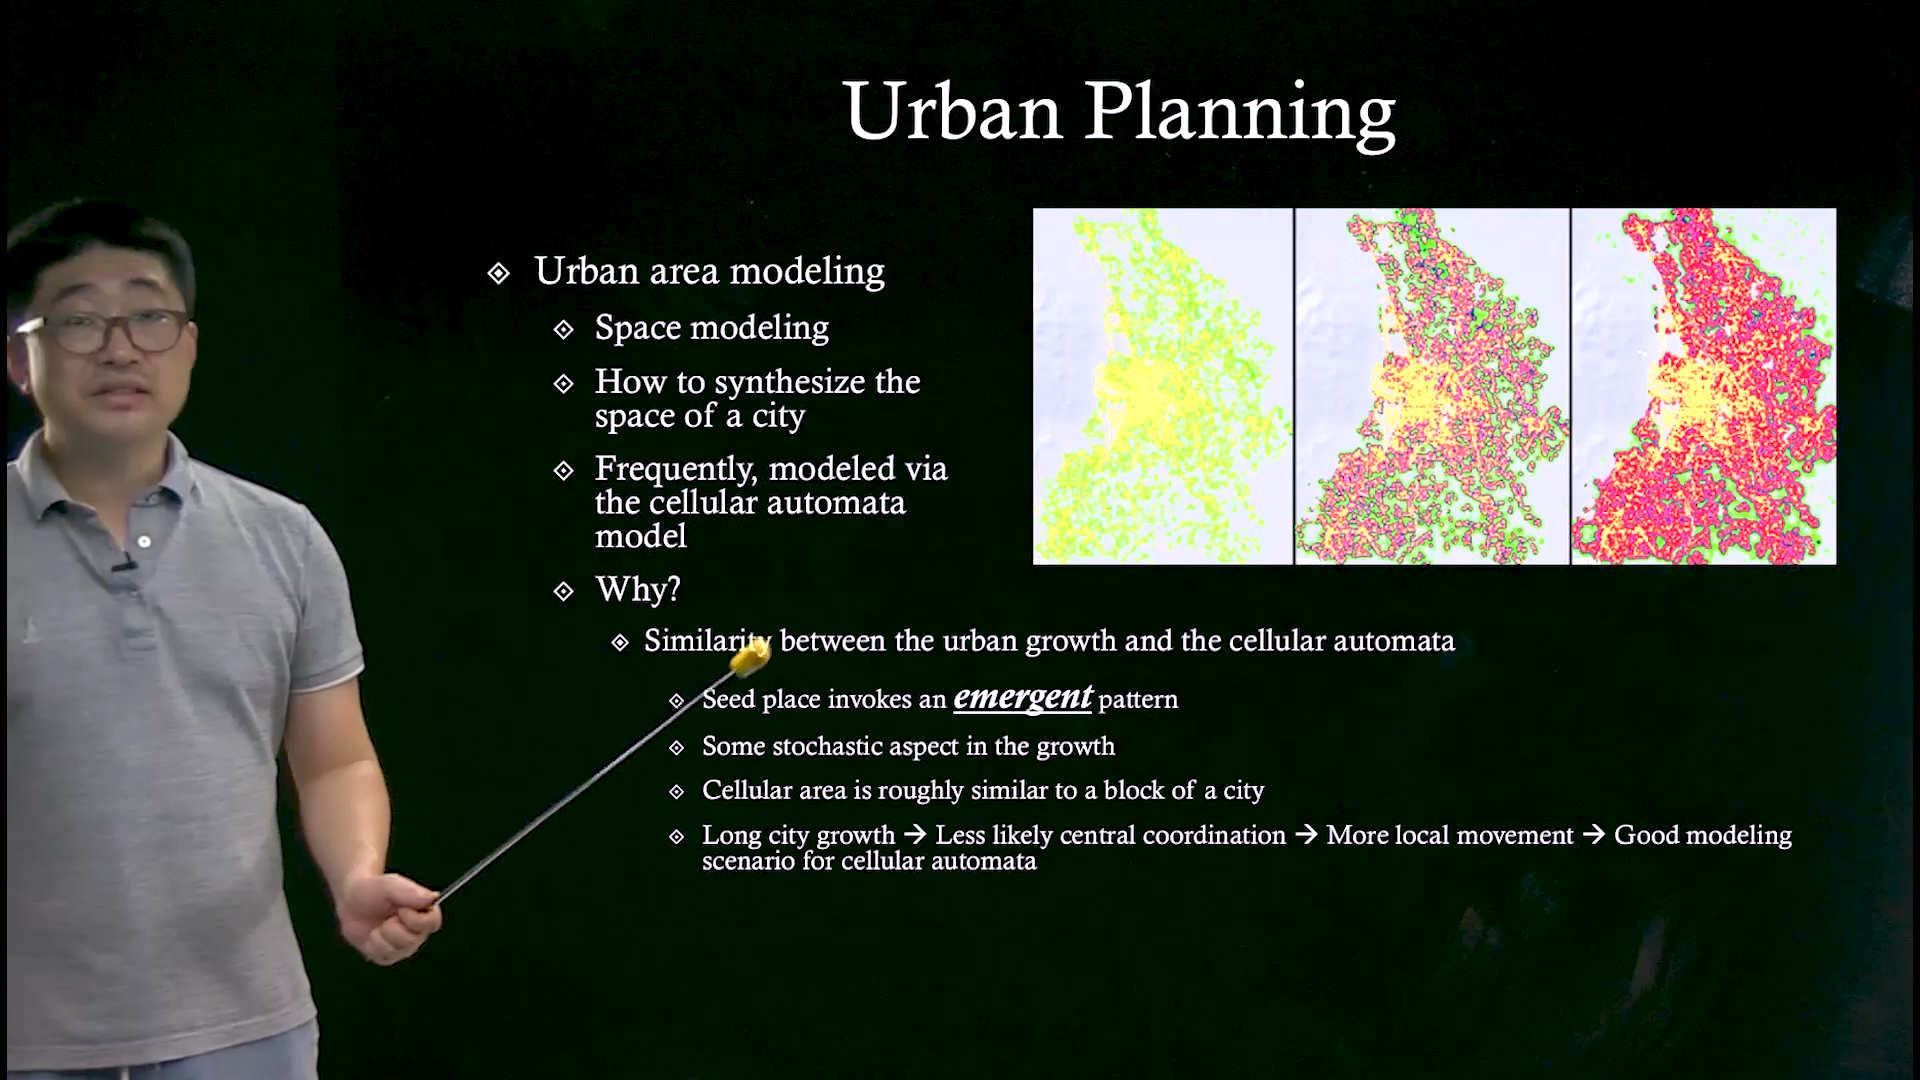 Urban Planning
Urban area modeling
Space modeling
How to synthesize the
space of a city
Frequently, modeled via
the cellular automata
model
Why?
Similarity between the urban growth and the cellular automata
Seed place invokes an emergent pattern
Some stochastic aspect in the growth
Cellular area is roughly similar to a block of a city
Long city growth → Less likely central coordination → More local movement → Good modeling
scenario for cellular automata